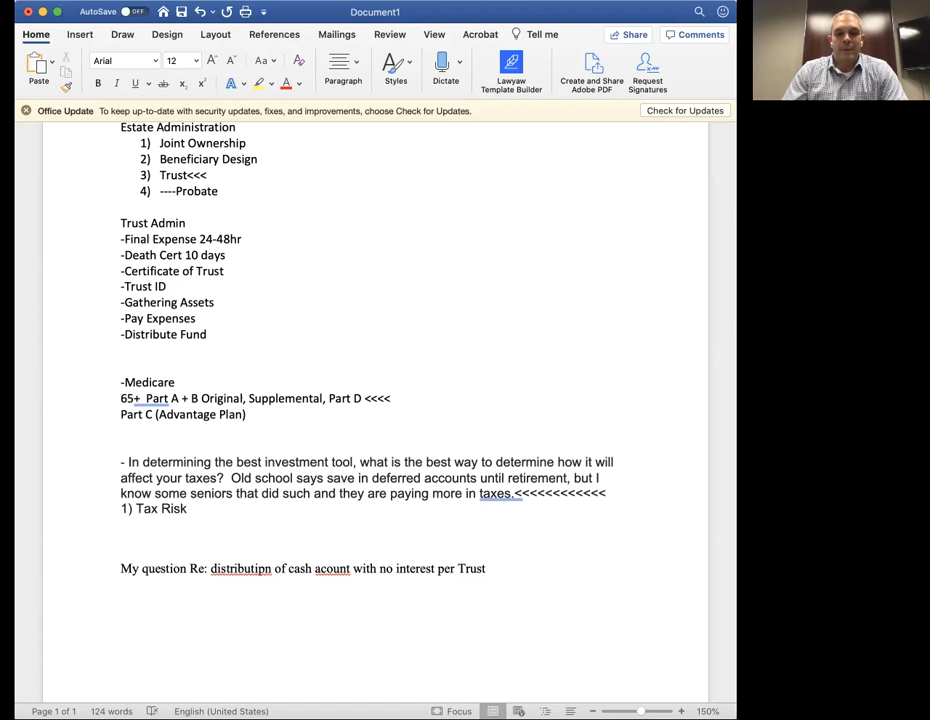 AutoSave OFF Document1
Home Insert Draw Design Layout References Mailings Review View Acrobat Tell me Share Comments
Arial 12 Aa
Paste B I U ab x₂ x² A A Paragraph Styles Dictate Lawyaw Template Builder Create and Share Adobe PDF Request Signatures
Office Update To keep up-to-date with security updates, fixes, and improvements, choose Check for Updates. Check for Updates
Estate Administration
1) Joint Ownership
2) Beneficiary Design
3) Trust<<<
4) ----Probate
Trust Admin
-Final Expense 24-48hr
-Death Cert 10 days
-Certificate of Trust
-Trust ID
-Gathering Assets
-Pay Expenses
-Distribute Fund
-Medicare
65+ Part A + B Original, Supplemental, Part D <<<<
Part C (Advantage Plan)
- In determining the best investment tool, what is the best way to determine how it will
affect your taxes? Old school says save in deferred accounts until retirement, but I
know some seniors that did such and they are paying more in taxes.<<<<<<<<<<<<
1) Tax Risk
My question Re: distributipn of cash acount with no interest per Trust
Page 1 of 1 124 words English (United States) Focus 150%